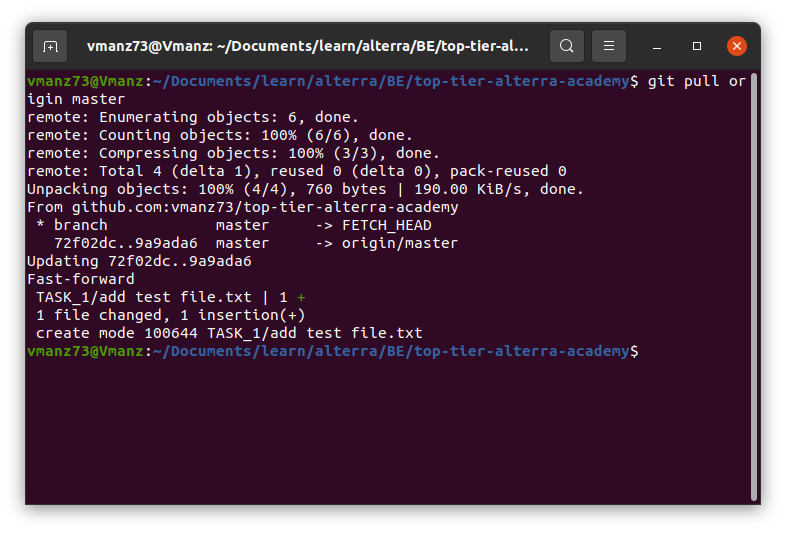 vmanz73@Vmanz: ~/Documents/learn/alterra/BE/top-tier-al...
vmanz73@Vmanz:~/Documents/learn/alterra/BE/top-tier-alterra-academy$ git pull or
igin master
remote: Enumerating objects: 6, done.
remote: Counting objects: 100% (6/6), done.
remote: Compressing objects: 100% (3/3), done.
remote: Total 4 (delta 1), reused 0 (delta 0), pack-reused 0
Unpacking objects: 100% (4/4), 760 bytes | 190.00 KiB/s, done.
From github.com:vmanz73/top-tier-alterra-academy
 * branch            master     -> FETCH_HEAD
   72f02dc..9a9ada6  master     -> origin/master
Updating 72f02dc..9a9ada6
Fast-forward
 TASK_1/add test file.txt | 1 +
 1 file changed, 1 insertion(+)
 create mode 100644 TASK_1/add test file.txt
vmanz73@Vmanz:~/Documents/learn/alterra/BE/top-tier-alterra-academy$